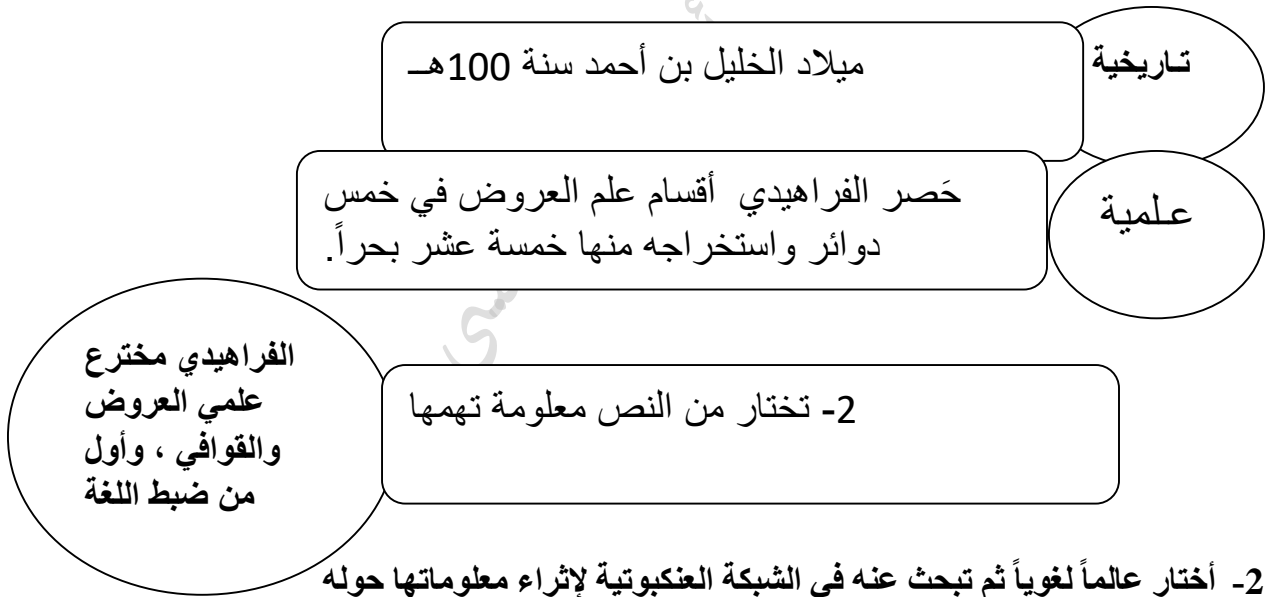 تاريخية
ميلاد الخليل بن أحمد سنة 100هـ
علمية
حَصر الفراهيدي أقسام علم العروض في خمس
دوائر واستخراجه منها خمسة عشر بحراً.
2- تختار من النص معلومة تهمها
الفراهيدي مخترع
علمي العروض
والقوافي ، وأول
من ضبط اللغة
2- أختار عالماً لغوياً ثم تبحث عنه في الشبكة العنكبوتية لإثراء معلوماتها حوله